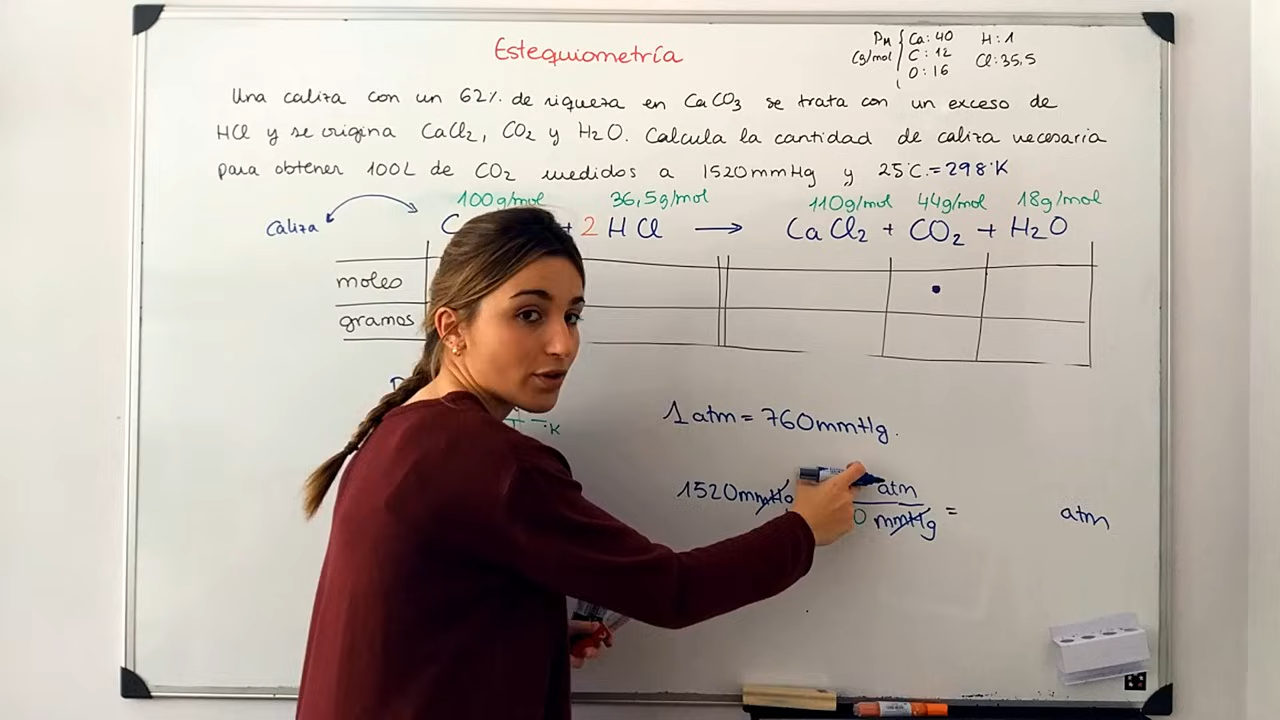 Estequiometría
PM
(g/mol)
Ca: 40 H: 1
C: 12 Cl: 35,5
O: 16
Una caliza con un 62% de riqueza en CaCO3 se trata con un exceso de
HCl y se origina CaCl2, CO2 y H2O. Calcula la cantidad de caliza necesaria
para obtener 100L de CO2 medidos a 1520mmHg y 25°C.=298°K
100g/mol 36,5g/mol 110g/mol 44g/mol 18g/mol
caliza C + 2 HCl → CaCl2 + CO2 + H2O
moles
gramos
K
1 atm = 760mmHg.
1520mmHg atm
0 mmHg = atm